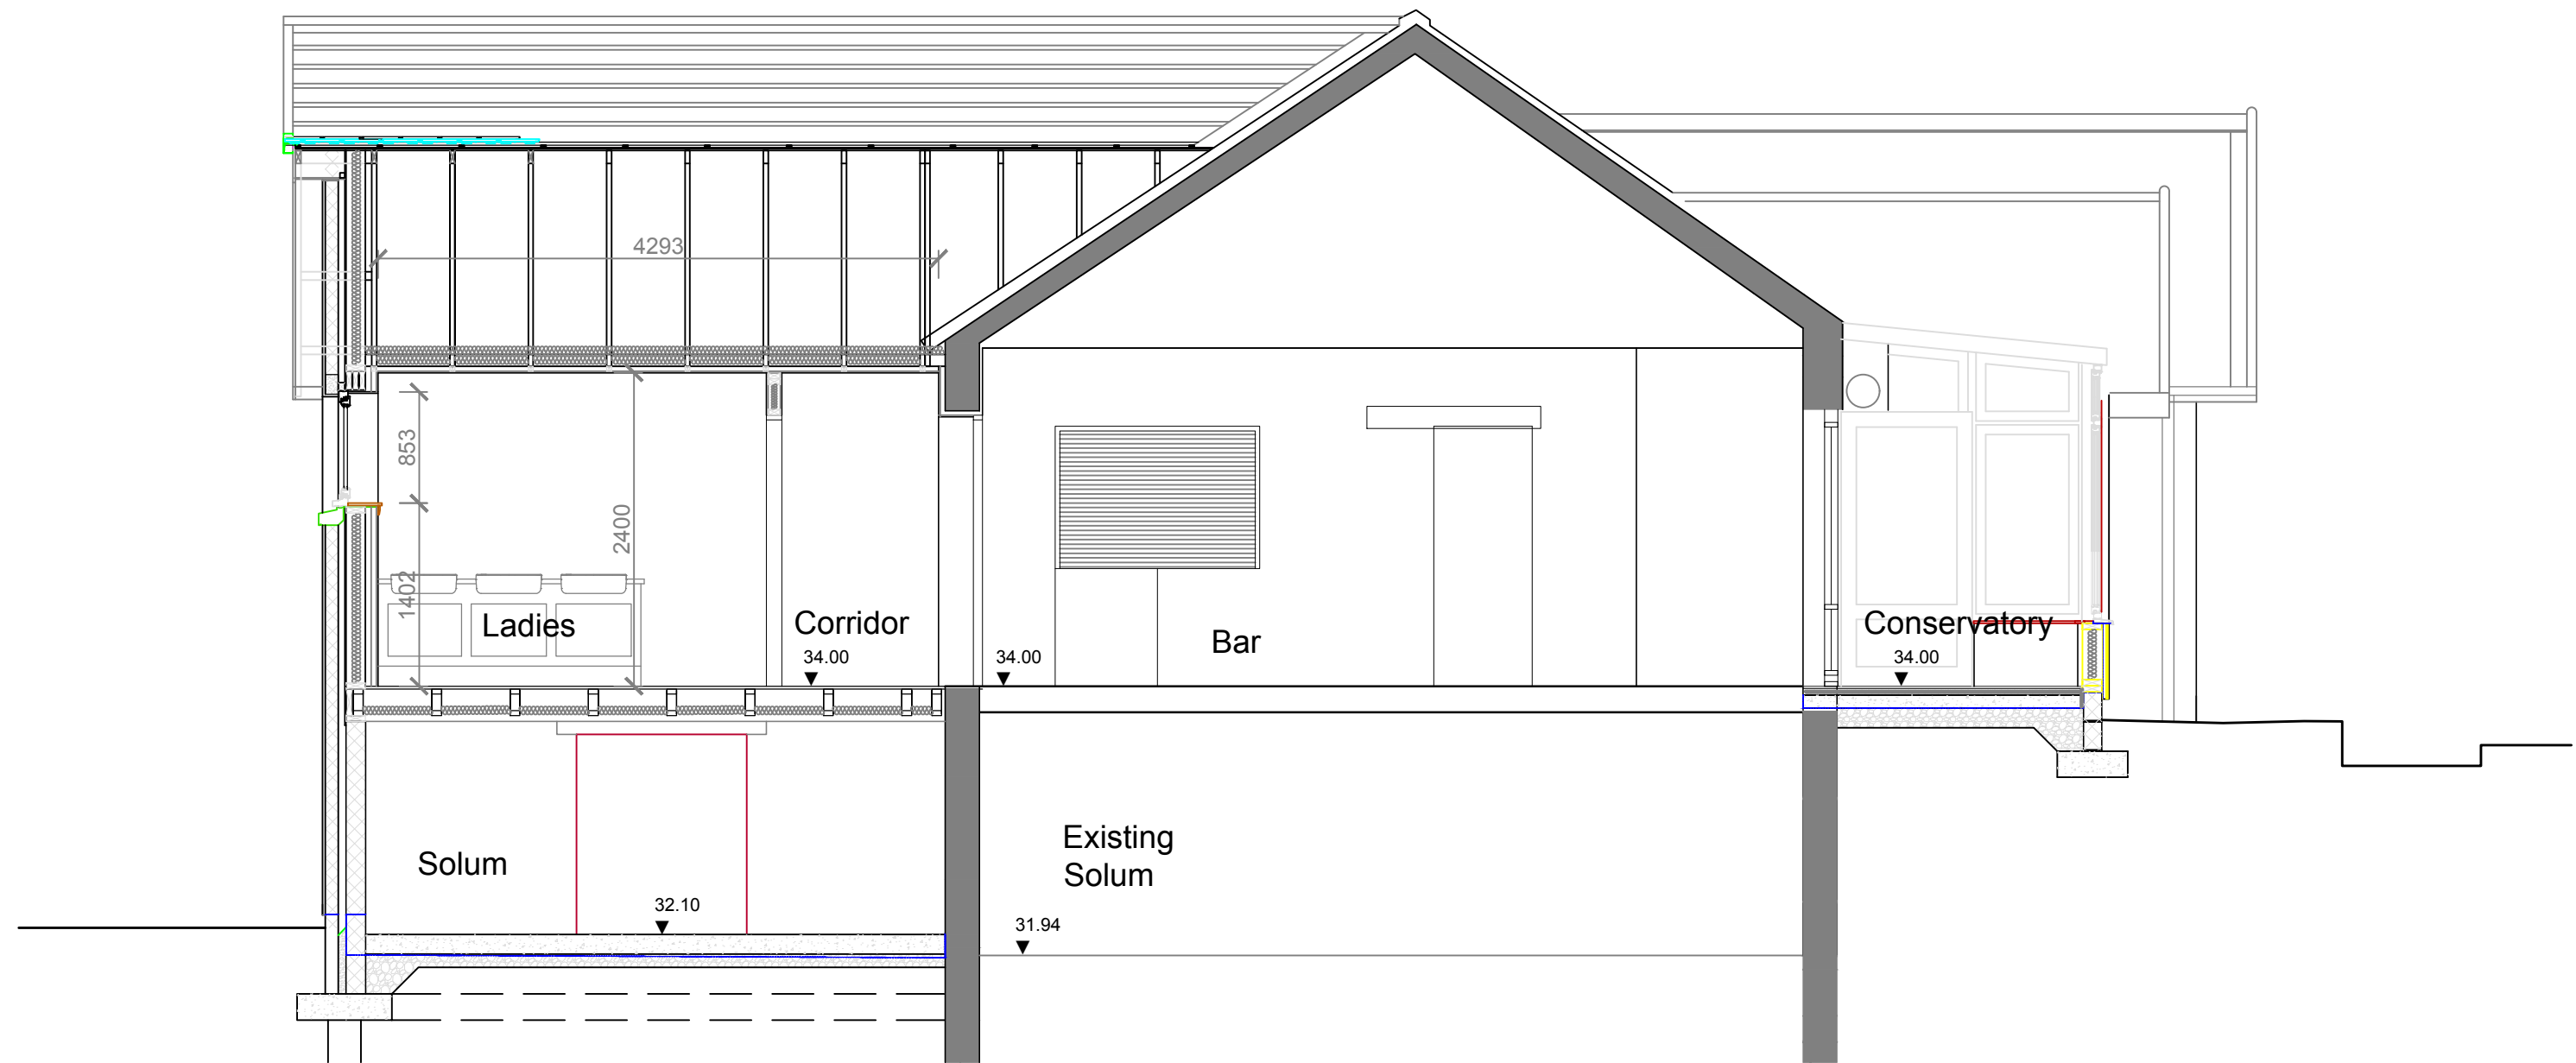 4293
853
2400
1402
Ladies
Corridor
34.00
34.00
Bar
Conservatory
34.00
Solum
32.10
Existing
Solum
31.94